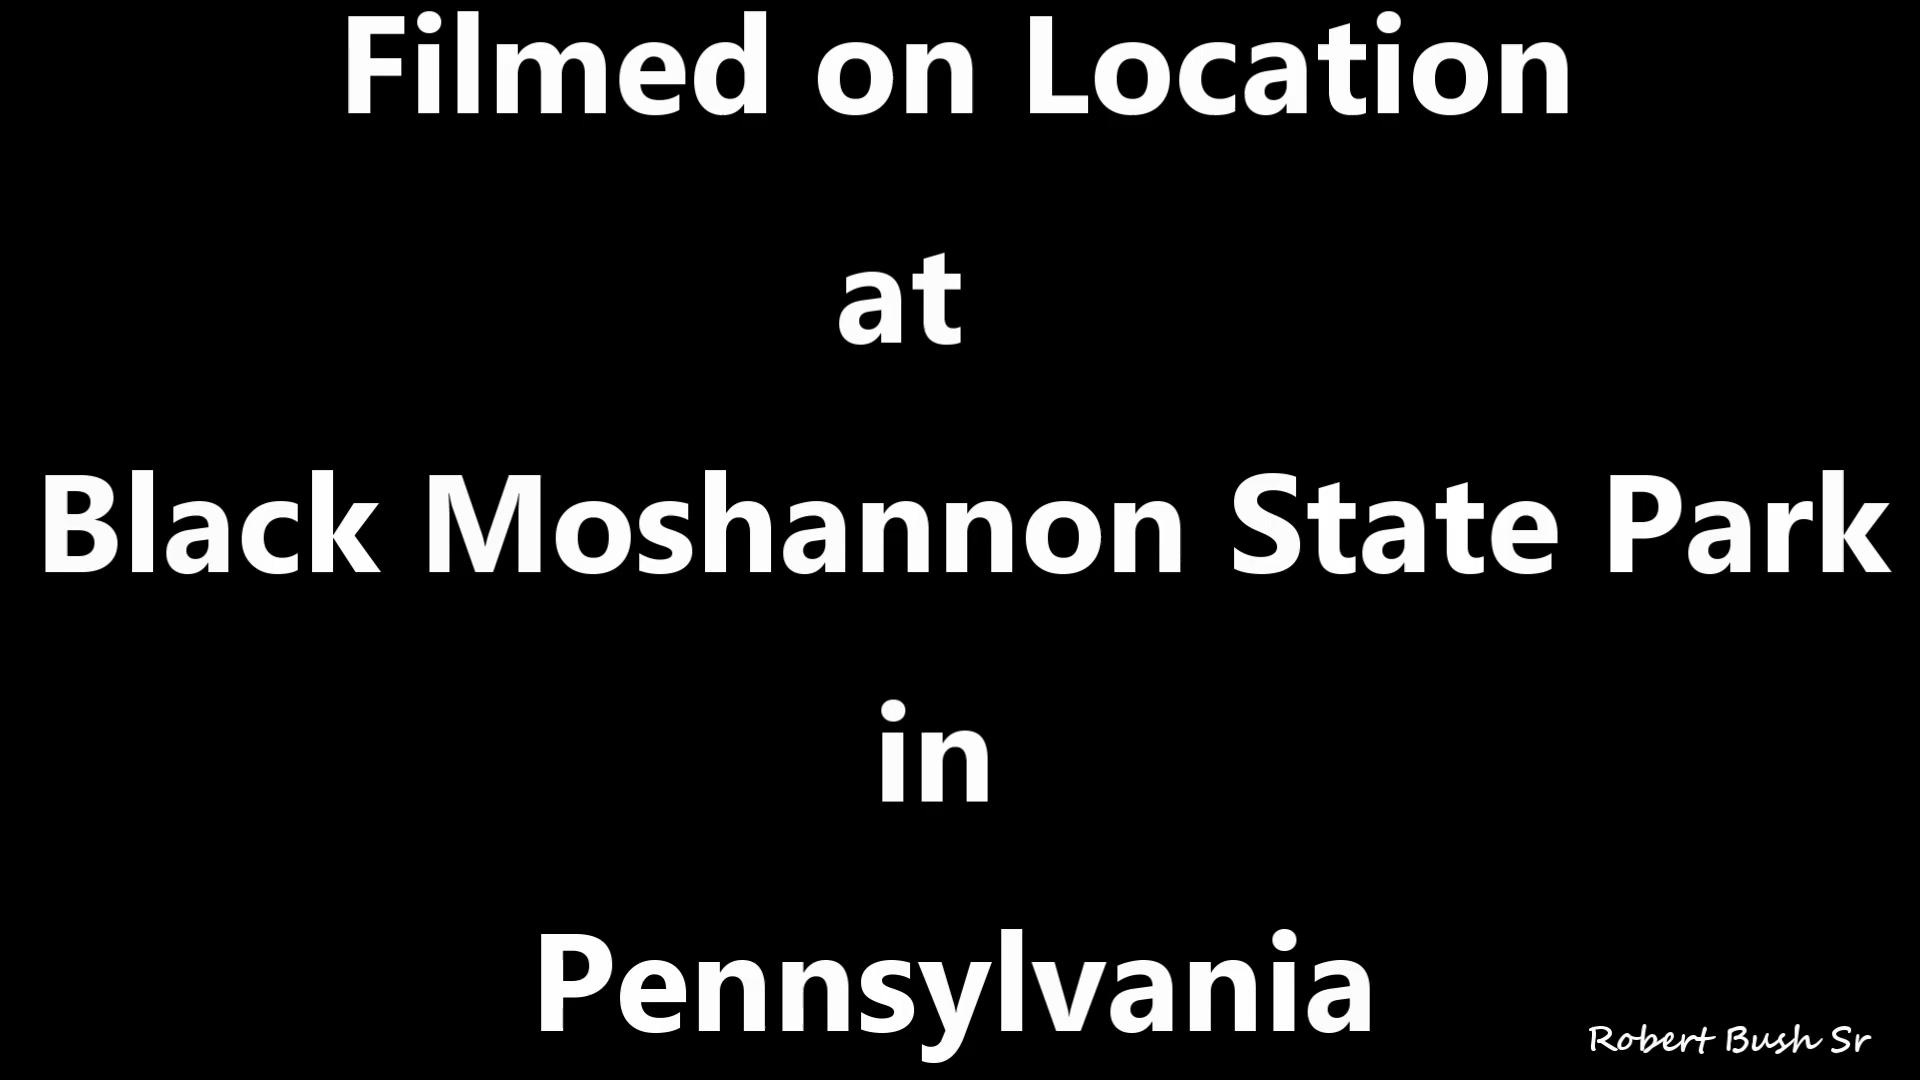 Filmed on Location
at
Black Moshannon State Park
in
Pennsylvania
Robert Bush Sr